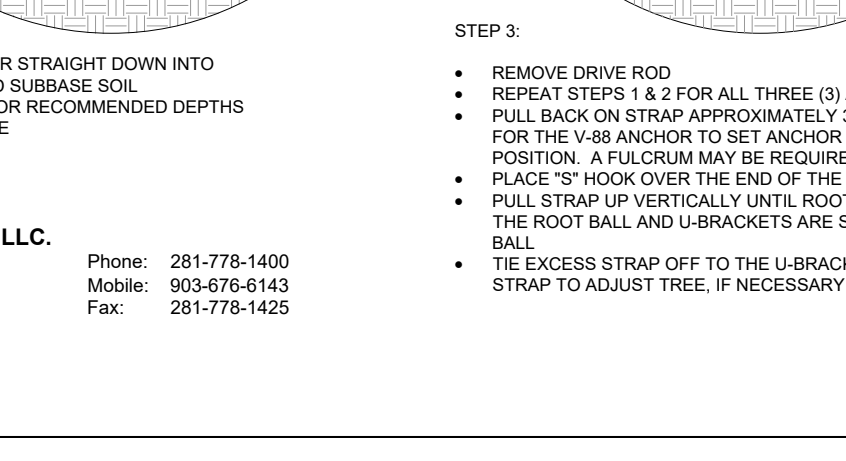 R STRAIGHT DOWN INTO
SUBBASE SOIL
OR RECOMMENDED DEPTHS
E
LLC.
Phone: 281-778-1400
Mobile: 903-676-6143
Fax: 281-778-1425
STEP 3:
• REMOVE DRIVE ROD
• REPEAT STEPS 1 & 2 FOR ALL THREE (3)
• PULL BACK ON STRAP APPROXIMATELY 3
FOR THE V-88 ANCHOR TO SET ANCHOR
POSITION. A FULCRUM MAY BE REQUIRE
• PLACE "S" HOOK OVER THE END OF THE
• PULL STRAP UP VERTICALLY UNTIL ROOT
THE ROOT BALL AND U-BRACKETS ARE S
BALL
• TIE EXCESS STRAP OFF TO THE U-BRACK
STRAP TO ADJUST TREE, IF NECESSARY